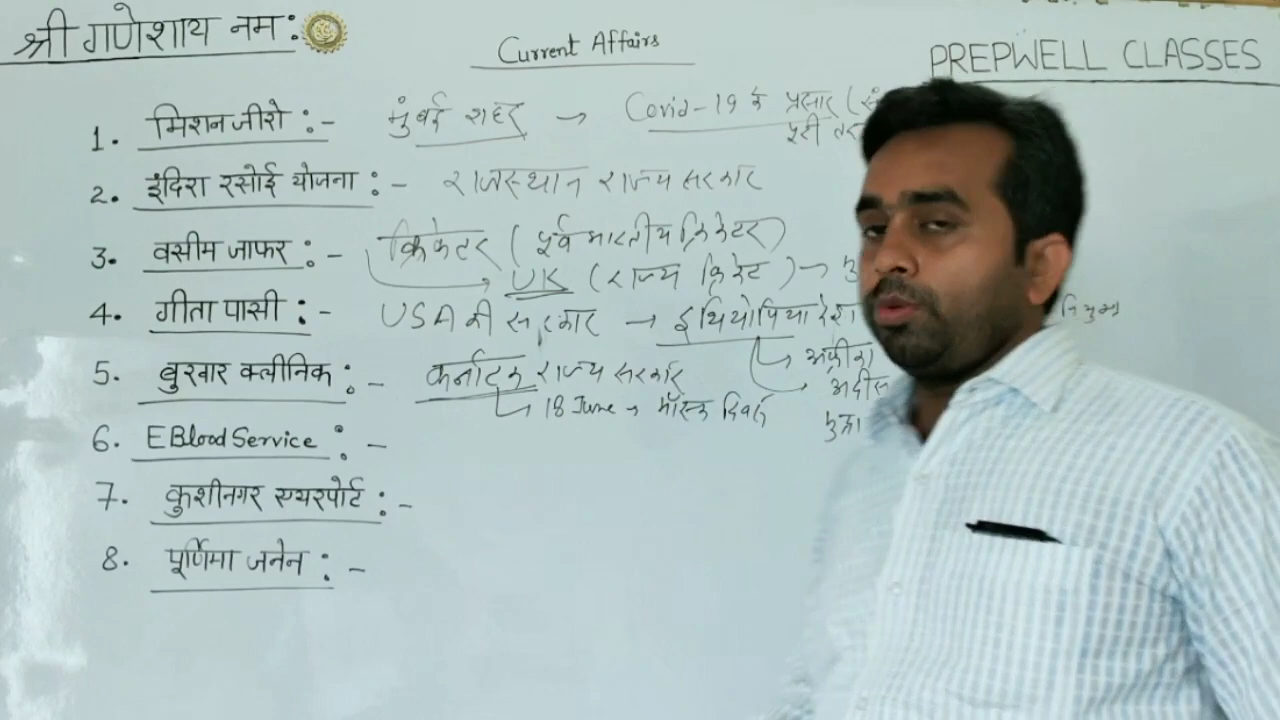 श्री गणेशाय नम:
Current Affairs
PREPWELL CLASSES
1. मिशन जीरो :- मुंबई शहर → Covid-19 के प्रसार (
2. इंदिरा रसोई योजना :- राजस्थान राज्य सरकार
3. वसीम जाफर :- क्रिकेटर (पूर्व भारतीय क्रिकेटर)
UK (राज्य क्रिकेट) →
4. गीता पासी :- USA की सरकार → इथियोपिया देश
अफ्रीका
5. बुखार क्लीनिक :- कर्नाटक राज्य सरकार
18 June → मास्क दिवस
6. E Blood Service :-
7. कुशीनगर एयरपोर्ट :-
8. पूर्णिमा जनेन :-